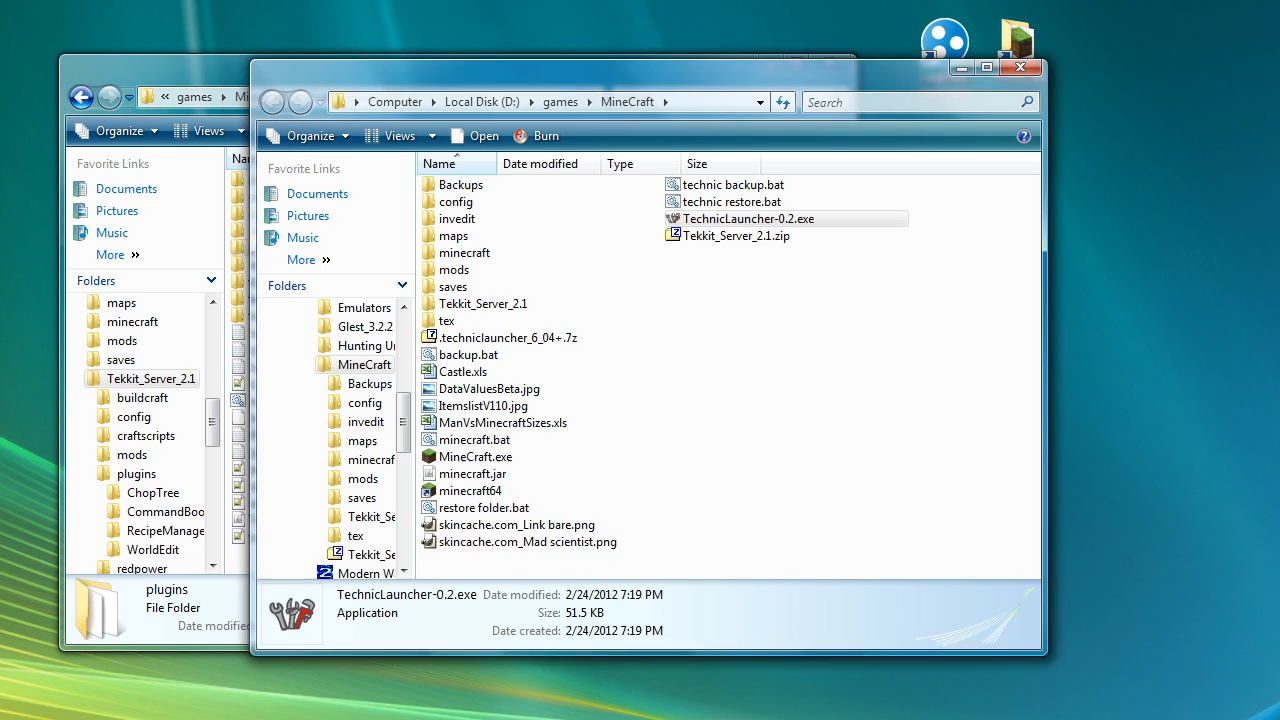 games Mi
Organize Views
Favorite Links
Documents
Pictures
Music
More »
Folders
maps
minecraft
mods
saves
Tekkit_Server_2.1
buildcraft
config
craftscripts
mods
plugins
ChopTree
CommandBoo
RecipeManage
WorldEdit
redpower
Nar
plugins
File Folder
Date modifie
Computer Local Disk (D:) games MineCraft
Search
Organize Views Open Burn
Favorite Links
Documents
Pictures
Music
More »
Folders
Emulators
Glest_3.2.2
Hunting Ur
MineCraft
Backups
config
invedit
maps
minecraf
mods
saves
Tekkit_Se
tex
Tekkit_Se
Modern W
Name Date modified Type Size
Backups
config
invedit
maps
minecraft
mods
saves
Tekkit_Server_2.1
tex
.techniclauncher_6_04+.7z
backup.bat
Castle.xls
DataValuesBeta.jpg
ItemslistV110.jpg
ManVsMinecraftSizes.xls
minecraft.bat
MineCraft.exe
minecraft.jar
minecraft64
restore folder.bat
skincache.com_Link bare.png
skincache.com_Mad scientist.png
technic backup.bat
technic restore.bat
TechnicLauncher-0.2.exe
Tekkit_Server_2.1.zip
TechnicLauncher-0.2.exe Date modified: 2/24/2012 7:19 PM
Application Size: 51.5 KB
Date created: 2/24/2012 7:19 PM